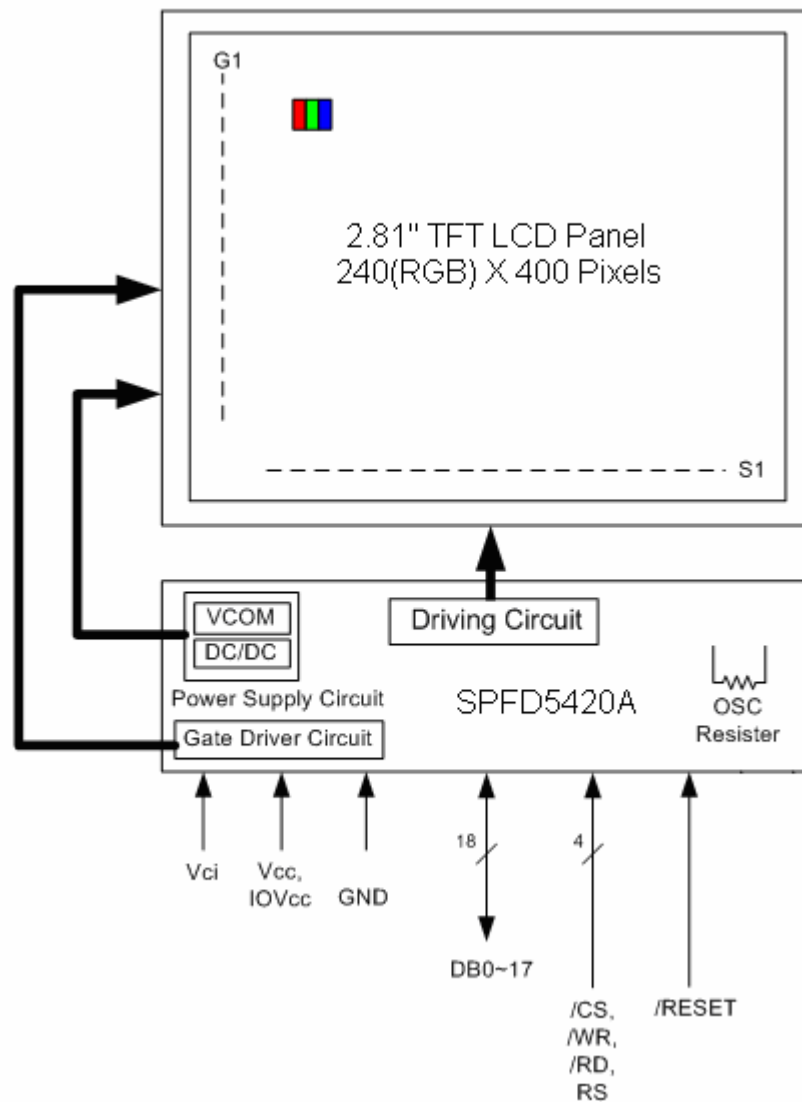 G1
2.81" TFT LCD Panel
240(RGB) X 400 Pixels
S1
VCOM
DC/DC
Power Supply Circuit
Gate Driver Circuit
Driving Circuit
SPFD5420A
OSC
Resister
Vci
Vcc,
IOVcc
GND
18
DB0~17
4
/CS,
/WR,
/RD,
RS
/RESET